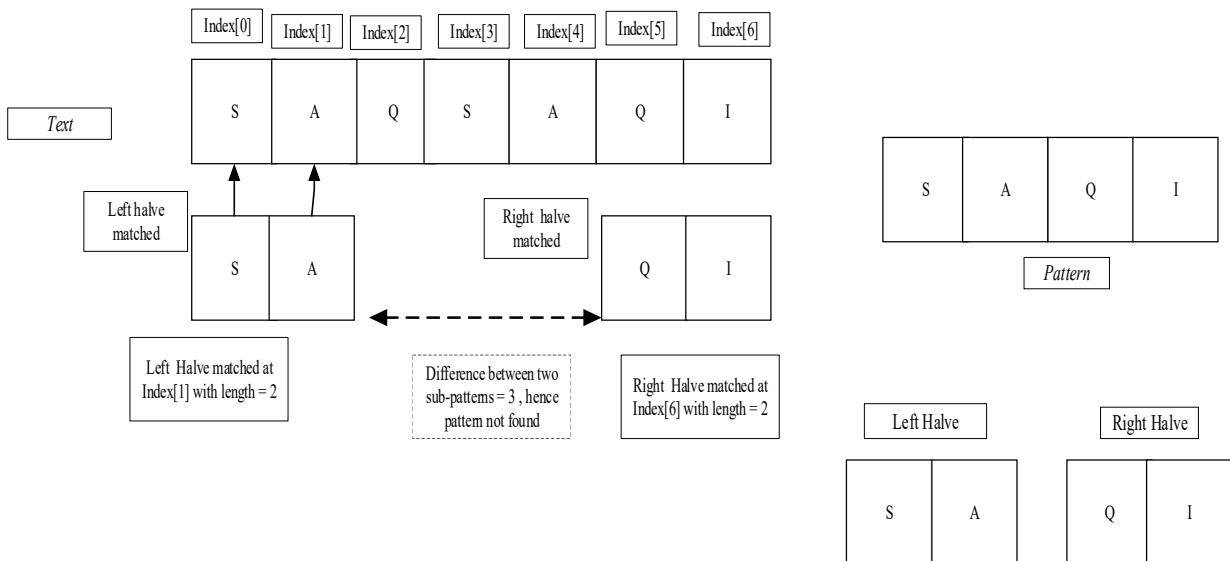 Index[0]
Index[1]
Index[2]
Index[3]
Index[4]
Index[5]
Index[6]
Text
S
A
Q
S
A
Q
I
Left halve
matched
S
A
Right halve
matched
Q
I
S
A
Q
I
Pattern
Left Halve matched at
Index[1] with length = 2
Difference between two
sub-patterns = 3 , hence
pattern not found
Right Halve matched at
Index[6] with length = 2
Left Halve
Right Halve
S
A
Q
I